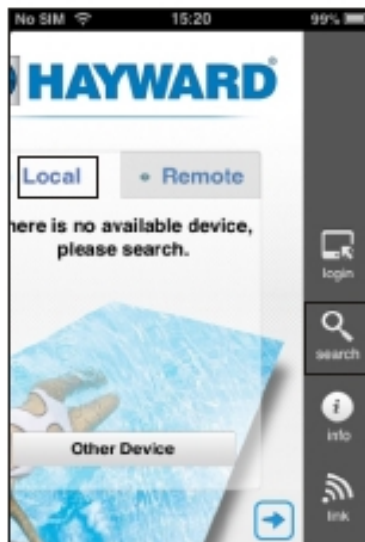 No SIM 15:20 99%
HAYWARD
Local Remote
here is no available device,
please search.
login
search
info
Other Device
link